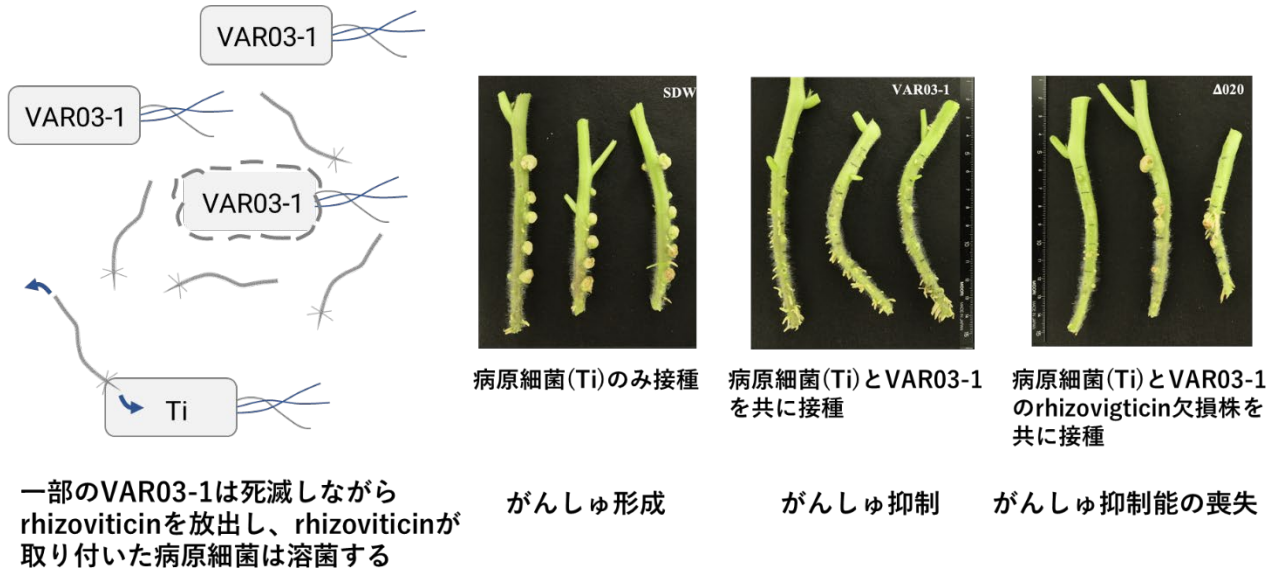 VAR03-1
VAR03-1
VAR03-1
Ti
一部のVAR03-1は死滅しながら
rhizoviticinを放出し、rhizoviticinが
取り付いた病原細菌は溶菌する
SDW
病原細菌(Ti)のみ接種
がんしゅ形成
VAR03-1
病原細菌(Ti)とVAR03-1
を共に接種
がんしゅ抑制
Δ020
病原細菌(Ti)とVAR03-1
のrhizovigticin欠損株を
共に接種
がんしゅ抑制能の喪失